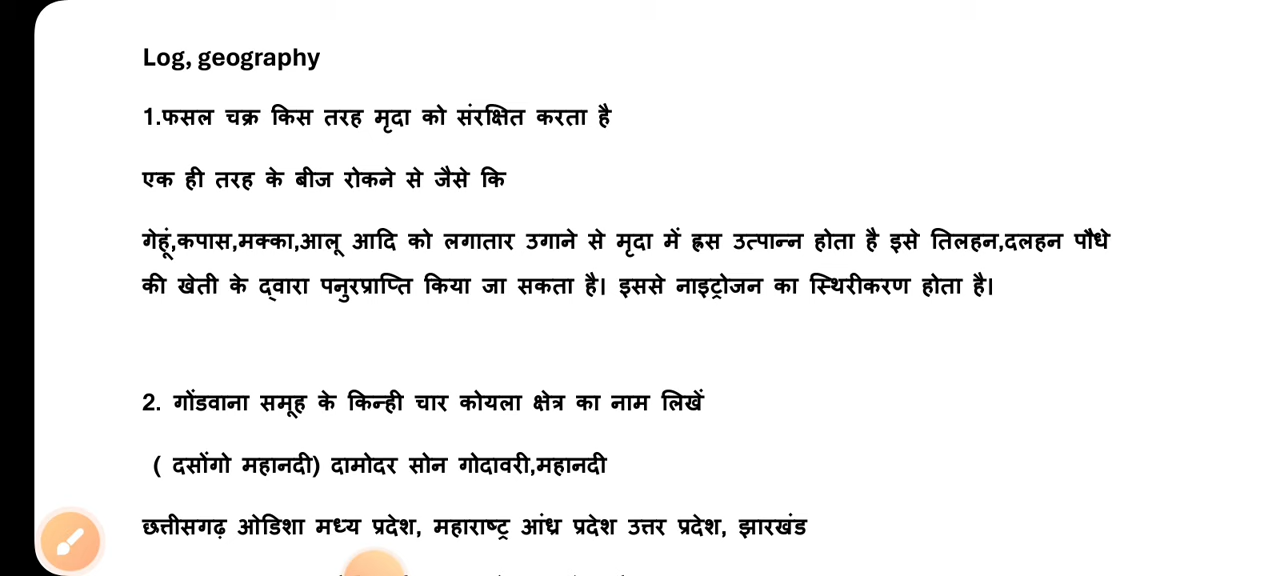 Log, geography
1.फसल चक्र किस तरह मृदा को संरक्षित करता है
एक ही तरह के बीज रोकने से जैसे कि
गेहूं,कपास,मक्का,आलू आदि को लगातार उगाने से मृदा में ह्रस उत्पान्न होता है इसे तिलहन,दलहन पौधे
की खेती के द्वारा पनुरप्राप्ति किया जा सकता है। इससे नाइट्रोजन का स्थिरीकरण होता है।
2. गोंडवाना समूह के किन्ही चार कोयला क्षेत्र का नाम लिखें
( दसोंगो महानदी) दामोदर सोन गोदावरी,महानदी
छत्तीसगढ़ ओडिशा मध्य प्रदेश, महाराष्ट्र आंध्र प्रदेश उत्तर प्रदेश, झारखंड